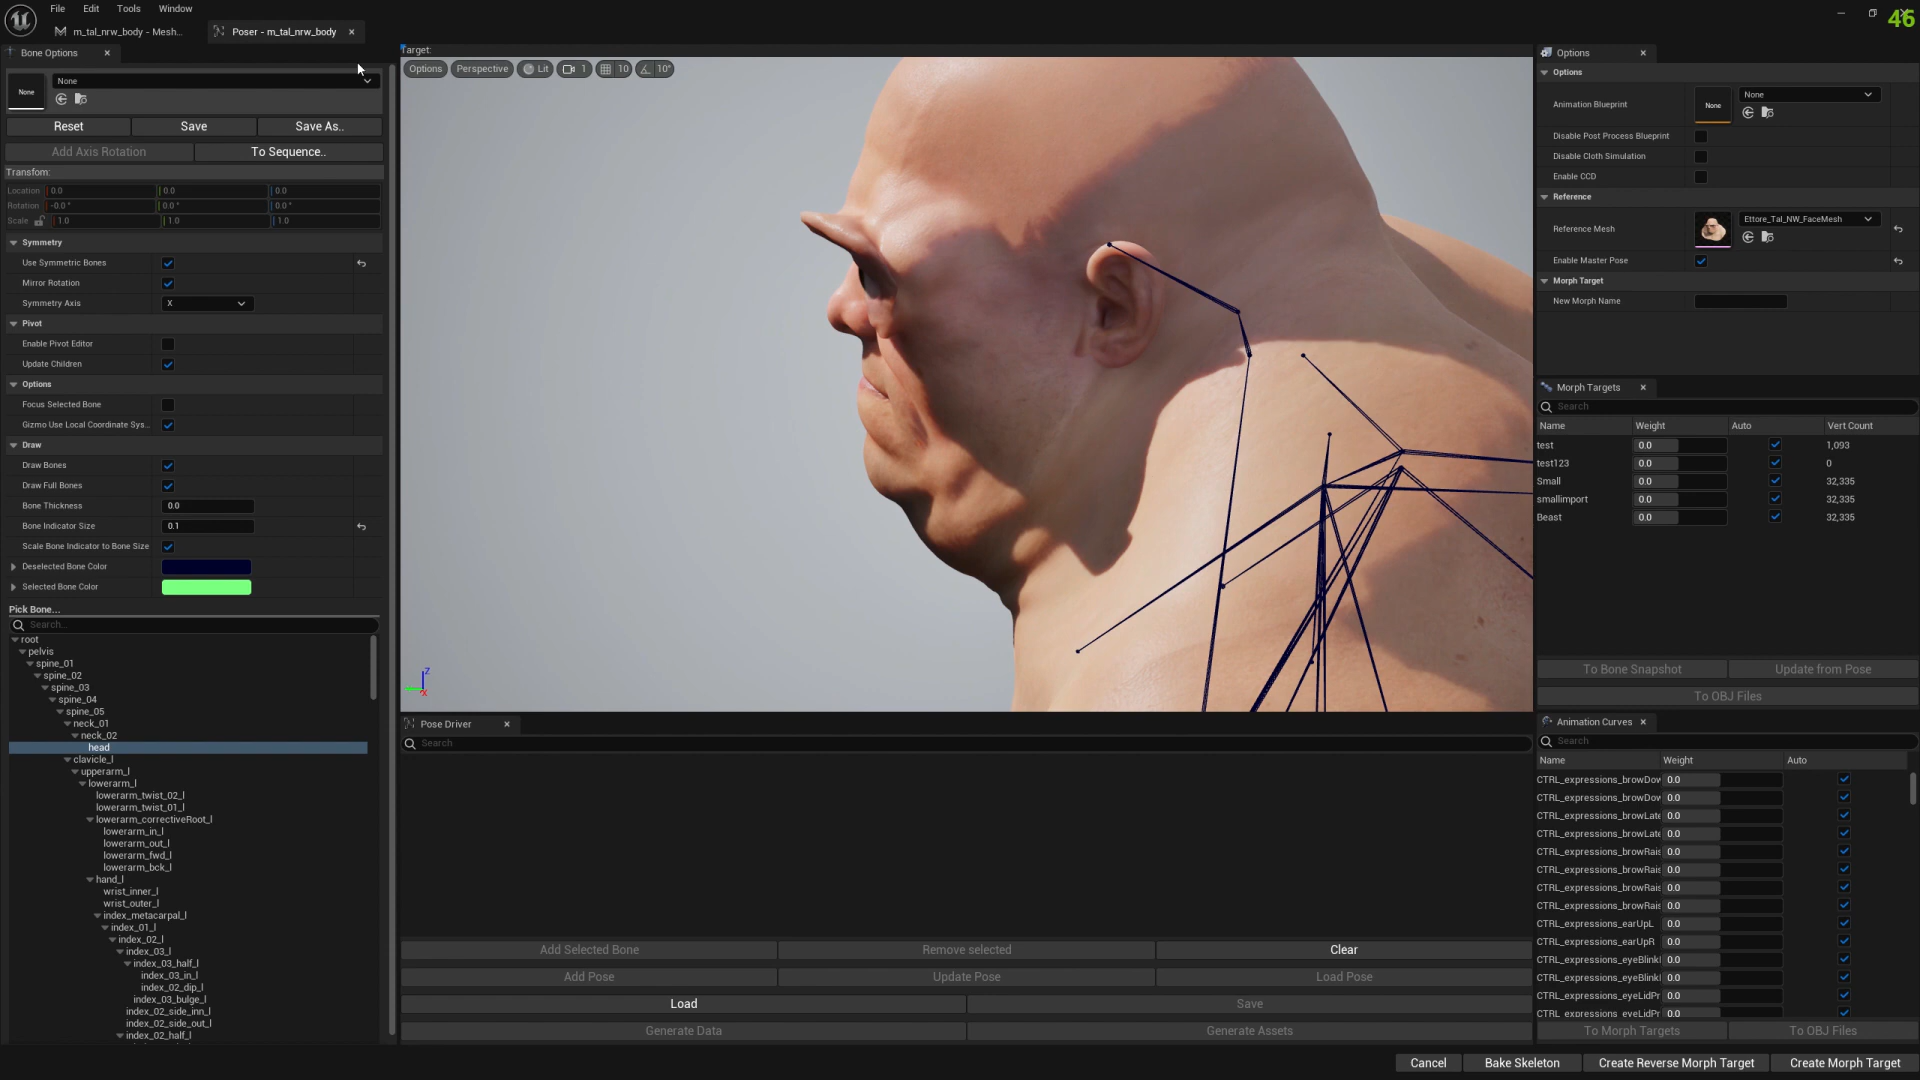 File Edit Tools Window
46
m_tal_nrw_body - Mesh...
Poser - m_tal_nrw_body
Bone Options
None
None
Reset
Save
Save As..
Add Axis Rotation
To Sequence..
Transfom:
Location 0.0 0.0 0.0
Rotation -0.0 ° 0.0 ° 0.0 °
Scale 1.0 1.0 1.0
Symmetry
Use Symmetric Bones
Mirror Rotation
Symmetry Axis X
Pivot
Enable Pivot Editor
Update Children
Options
Focus Selected Bone
Gizmo Use Local Coordinate Sys..
Draw
Draw Bones
Draw Full Bones
Bone Thickness 0.0
Bone Indicator Size 0.1
Scale Bone Indicator to Bone Size
Deselected Bone Color
Selected Bone Color
Pick Bone...
Search...
root
pelvis
spine_01
spine_02
spine_03
spine_04
spine_05
neck_01
neck_02
head
clavicle_l
upperarm_l
lowerarm_l
lowerarm_twist_02_l
lowerarm_twist_01_l
lowerarm_correctiveRoot_l
lowerarm_in_l
lowerarm_out_l
lowerarm_fwd_l
lowerarm_bck_l
hand_l
wrist_inner_l
wrist_outer_l
index_metacarpal_l
index_01_l
index_02_l
index_03_l
index_03_half_l
index_03_in_l
index_02_dip_l
index_03_bulge_l
index_02_side_inn_l
index_02_side_out_l
index_02_half_l
Target:
Options Perspective Lit 1 10 10°
Z
X
Pose Driver
Search
Add Selected Bone Remove selected Clear
Add Pose Update Pose Load Pose
Load Save
Generate Data Generate Assets
Options
Options
Animation Blueprint None None
Disable Post Process Blueprint
Disable Cloth Simulation
Enable CCD
Reference
Reference Mesh Ettore_Tal_NW_FaceMesh
Enable Master Pose
Morph Target
New Morph Name
Morph Targets
Search
Name Weight Auto Vert Count
test 0.0 1,093
test123 0.0 0
Small 0.0 32,335
smallimport 0.0 32,335
Beast 0.0 32,335
To Bone Snapshot Update from Pose
To OBJ Files
Animation Curves
Search
Name Weight Auto
CTRL_expressions_browDow 0.0
CTRL_expressions_browDow 0.0
CTRL_expressions_browLate 0.0
CTRL_expressions_browLate 0.0
CTRL_expressions_browRais 0.0
CTRL_expressions_browRais 0.0
CTRL_expressions_browRais 0.0
CTRL_expressions_browRais 0.0
CTRL_expressions_earUpL 0.0
CTRL_expressions_earUpR 0.0
CTRL_expressions_eyeBlinkL 0.0
CTRL_expressions_eyeBlinkl 0.0
CTRL_expressions_eyeLidPr 0.0
CTRL_expressions_eyeLidPr 0.0
To Morph Targets To OBJ Files
Cancel Bake Skeleton Create Reverse Morph Target Create Morph Target